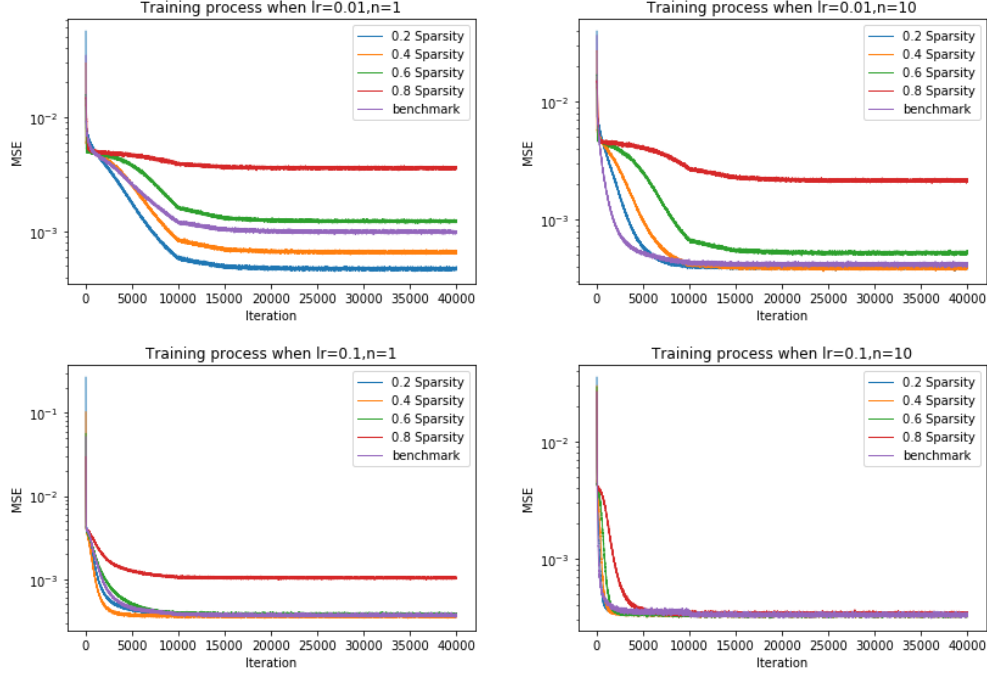 Training process when lr=0.01,n=1
MSE
10^-2
10^-3
0.2 Sparsity
0.4 Sparsity
0.6 Sparsity
0.8 Sparsity
benchmark
0 5000 10000 15000 20000 25000 30000 35000 40000
Iteration
Training process when lr=0.01,n=10
MSE
10^-2
10^-3
0.2 Sparsity
0.4 Sparsity
0.6 Sparsity
0.8 Sparsity
benchmark
0 5000 10000 15000 20000 25000 30000 35000 40000
Iteration
Training process when lr=0.1,n=1
MSE
10^-1
10^-2
10^-3
0.2 Sparsity
0.4 Sparsity
0.6 Sparsity
0.8 Sparsity
benchmark
0 5000 10000 15000 20000 25000 30000 35000 40000
Iteration
Training process when lr=0.1,n=10
MSE
10^-2
10^-3
0.2 Sparsity
0.4 Sparsity
0.6 Sparsity
0.8 Sparsity
benchmark
0 5000 10000 15000 20000 25000 30000 35000 40000
Iteration